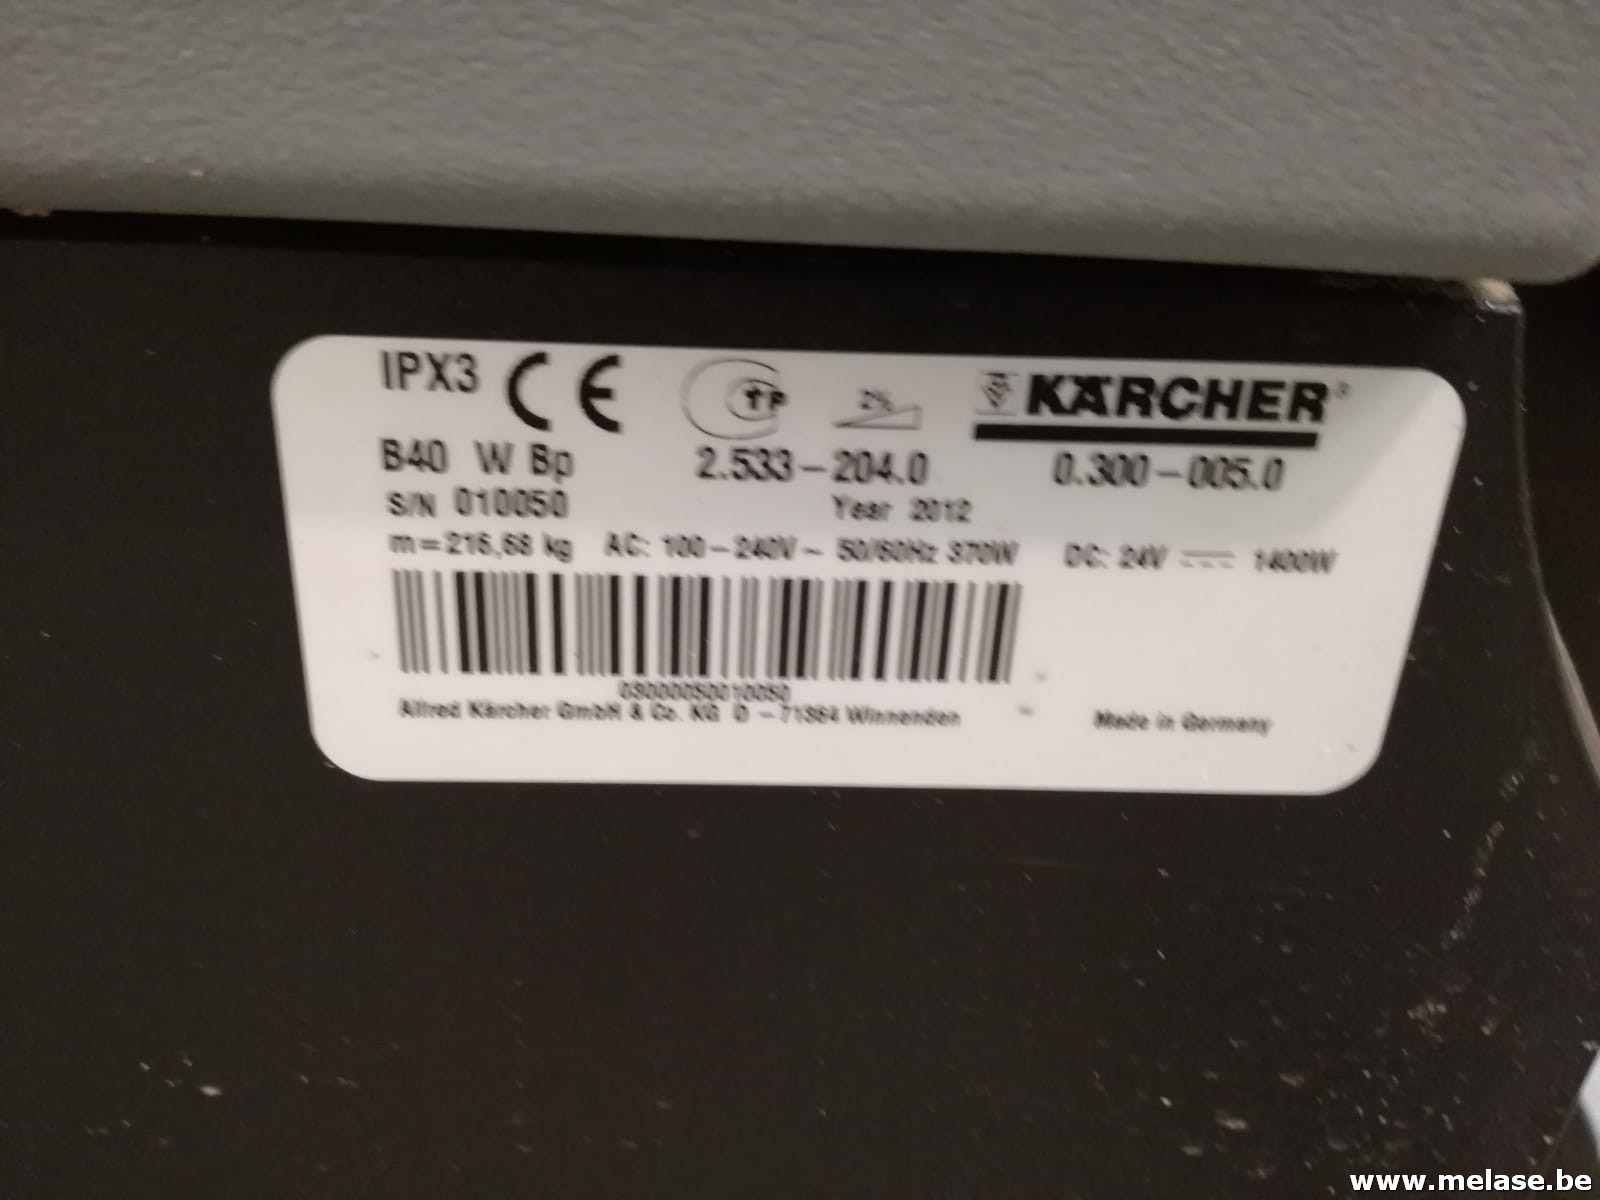 IPX3 CE TP 2% KÄRCHER®
B40 W Bp 2.533-204.0 0.300-005.0
S/N 010050 Year 2012
m=216,68 kg AC: 100-240V~ 50/60Hz 370W DC: 24V 1400W
03000050010050
Alfred Kärcher GmbH & Co. KG D-71364 Winnenden Made in Germany
www.melase.be